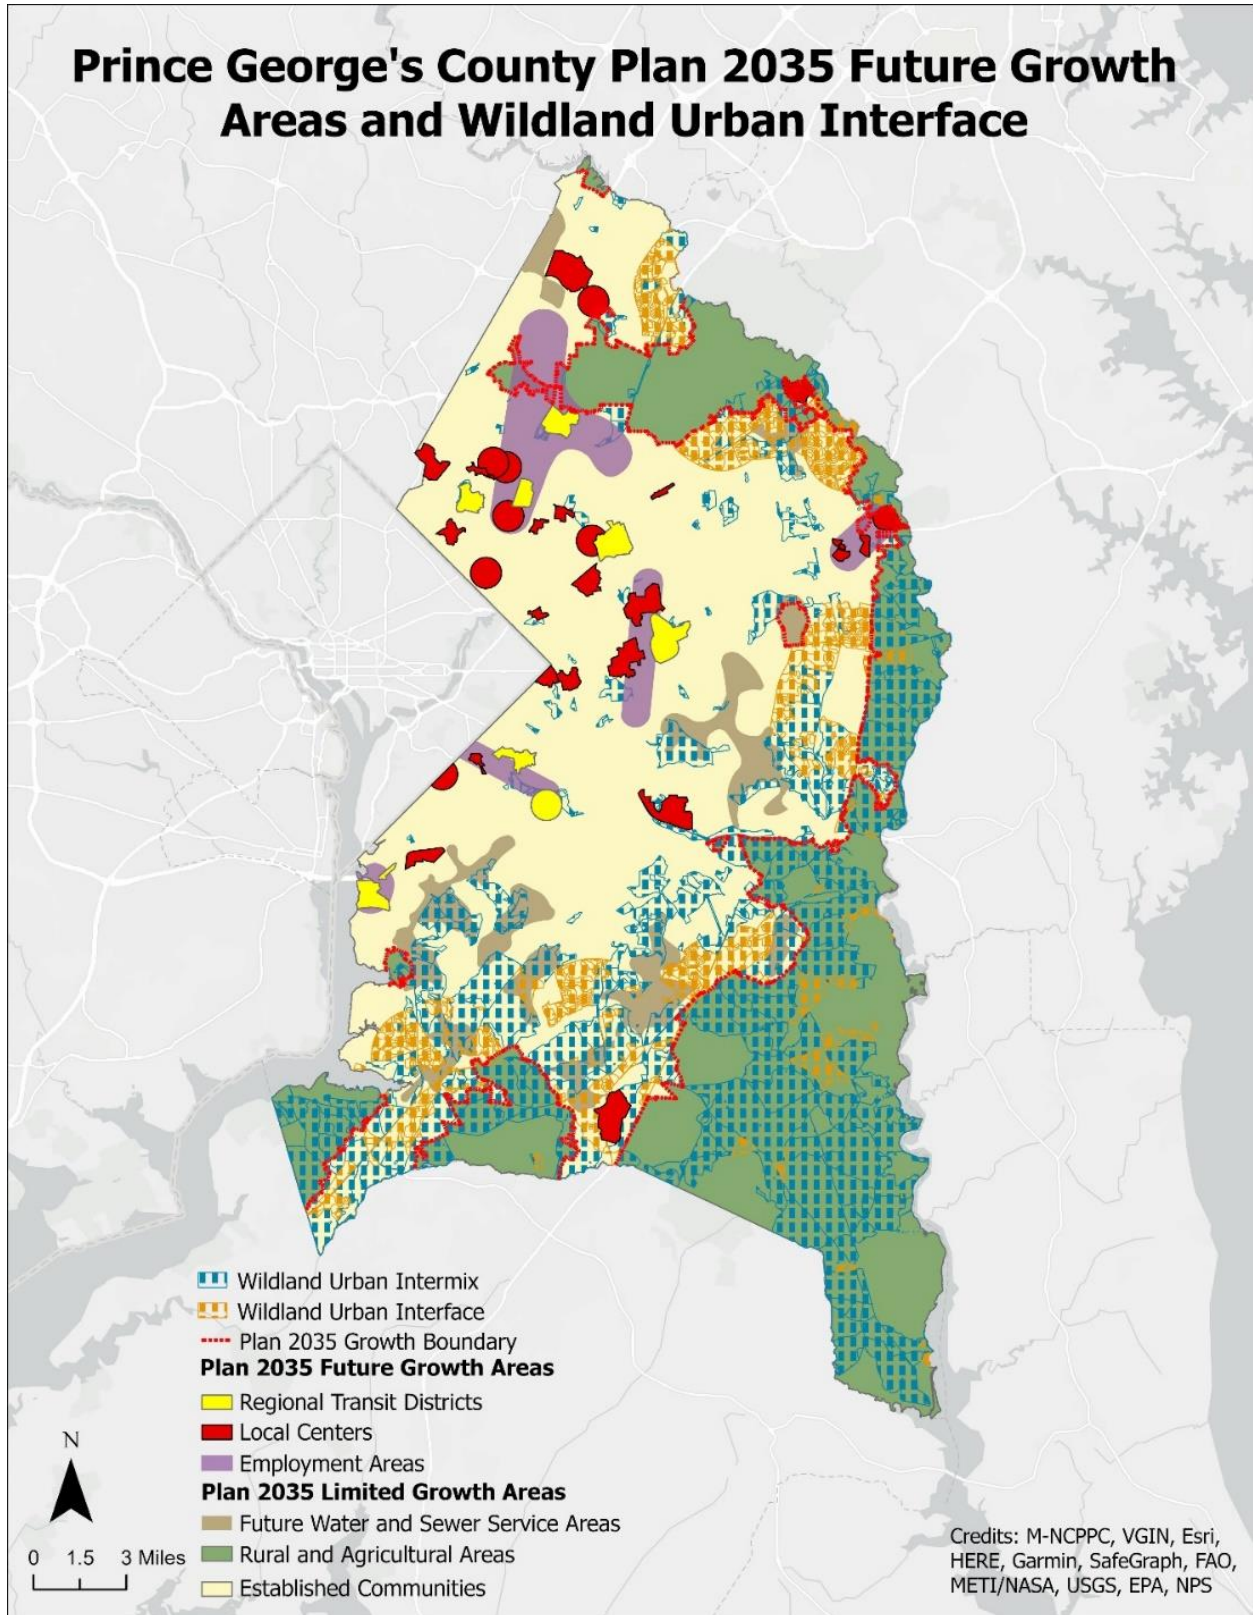 Prince George's County Plan 2035 Future Growth
Areas and Wildland Urban Interface
Wildland Urban Intermix
Wildland Urban Interface
Plan 2035 Growth Boundary
Plan 2035 Future Growth Areas
Regional Transit Districts
Local Centers
Employment Areas
Plan 2035 Limited Growth Areas
Future Water and Sewer Service Areas
Rural and Agricultural Areas
Established Communities
N
0 1.5 3 Miles
Credits: M-NCPPC, VGIN, Esri,
HERE, Garmin, SafeGraph, FAO,
METI/NASA, USGS, EPA, NPS